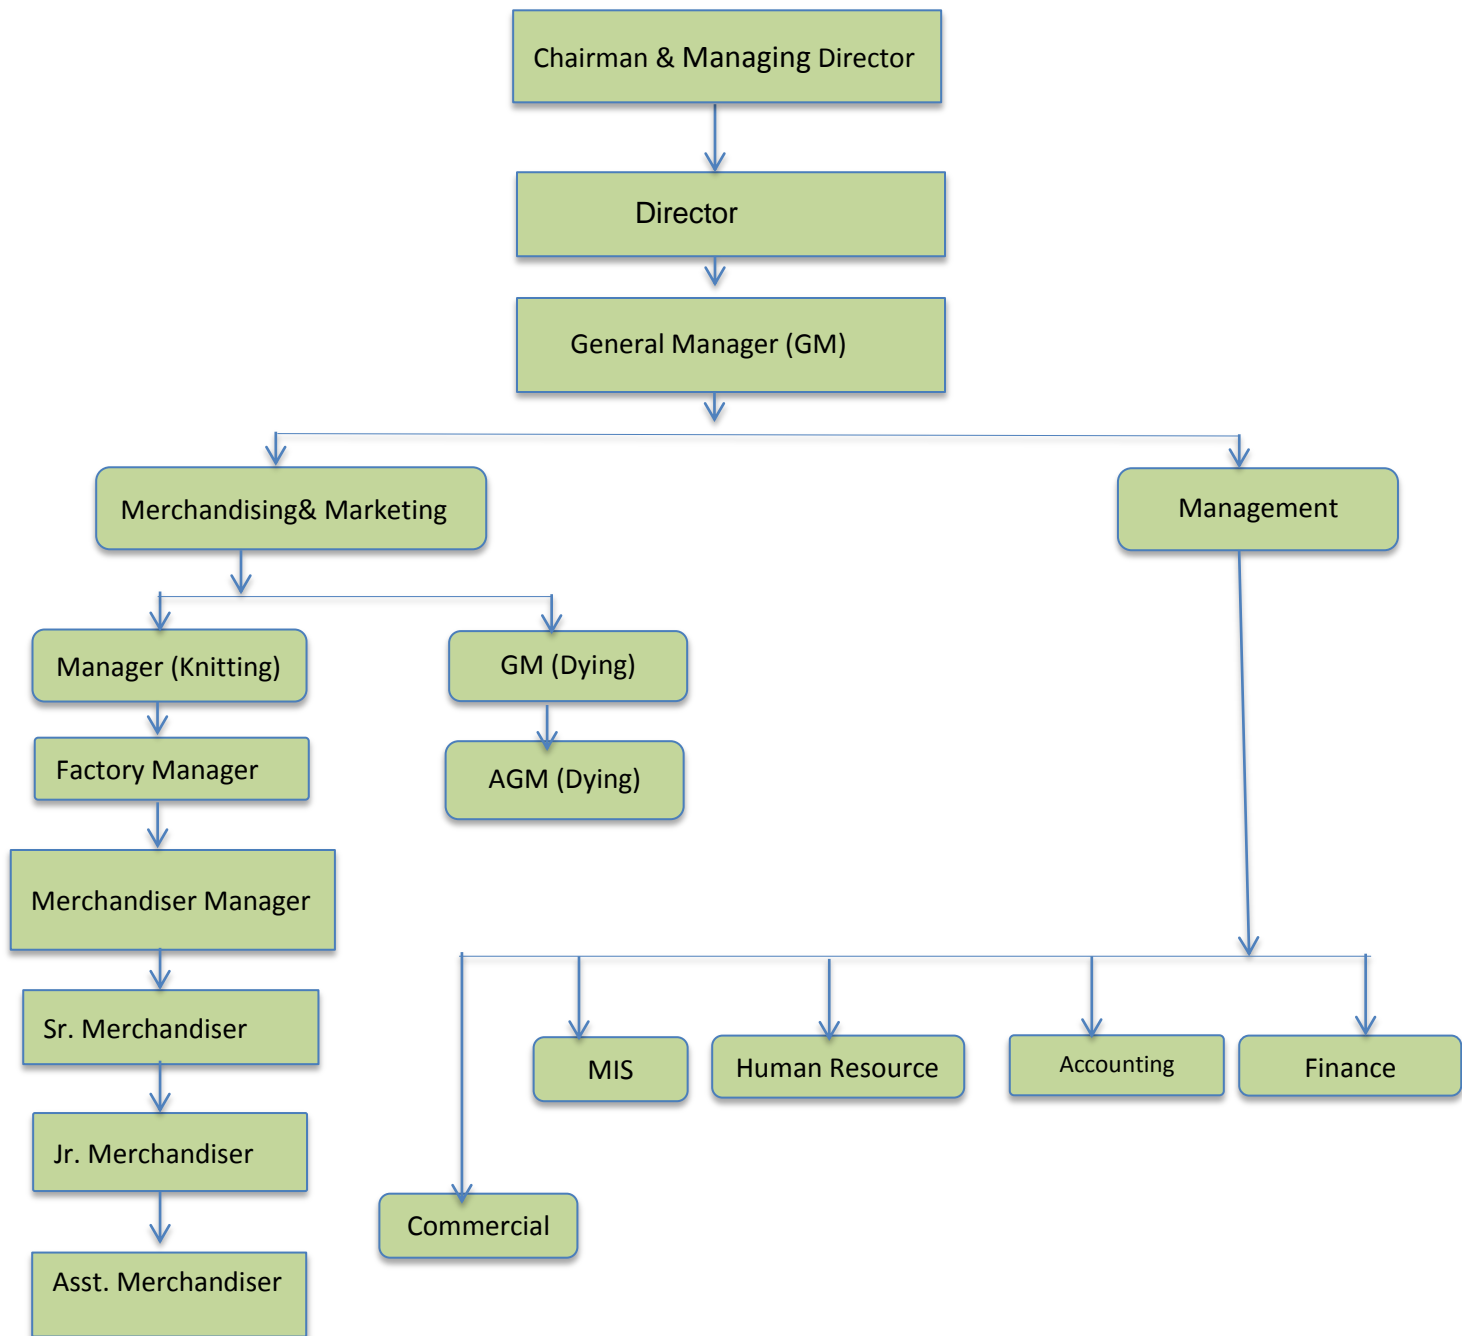 Chairman & Managing Director
Director
General Manager (GM)
Merchandising& Marketing
Management
Manager (Knitting)
GM (Dying)
Factory Manager
AGM (Dying)
Merchandiser Manager
Sr. Merchandiser
MIS
Human Resource
Accounting
Finance
Jr. Merchandiser
Commercial
Asst. Merchandiser